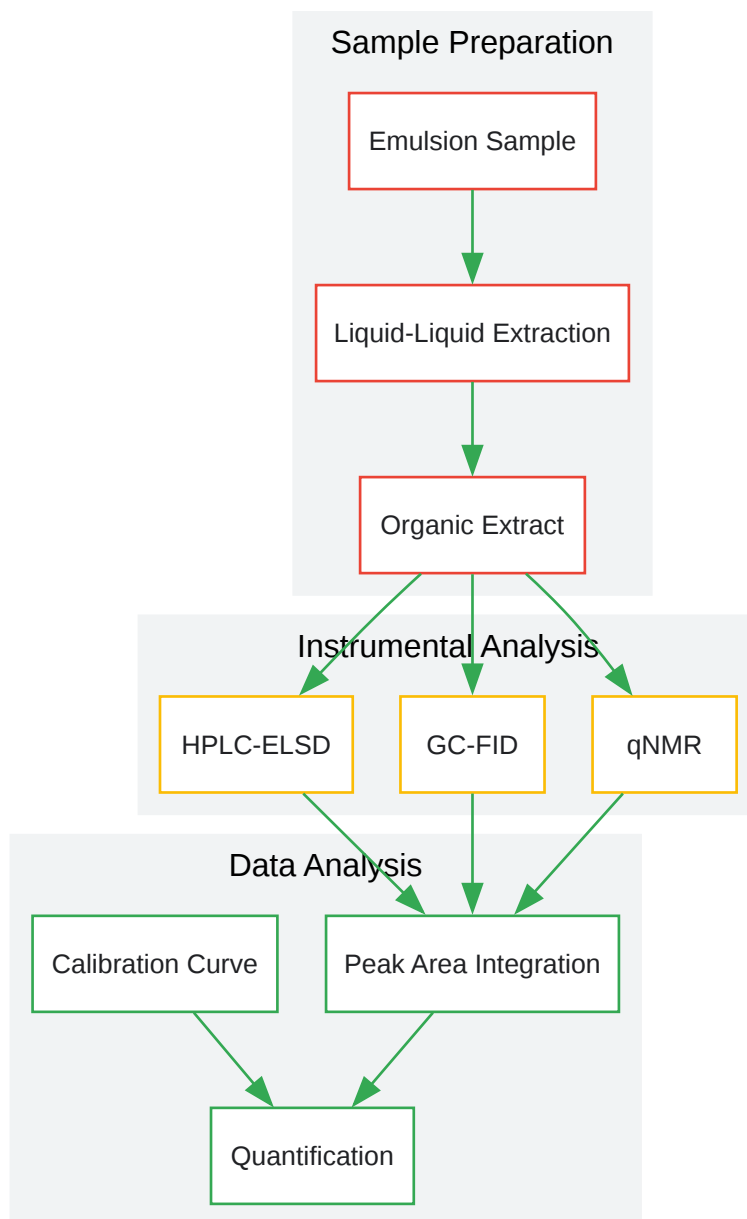 Sample Preparation
Emulsion Sample
Liquid-Liquid Extraction
Organic Extract
Instrumental Analysis
HPLC-ELSD
GC-FID
qNMR
Data Analysis
Calibration Curve
Peak Area Integration
Quantification